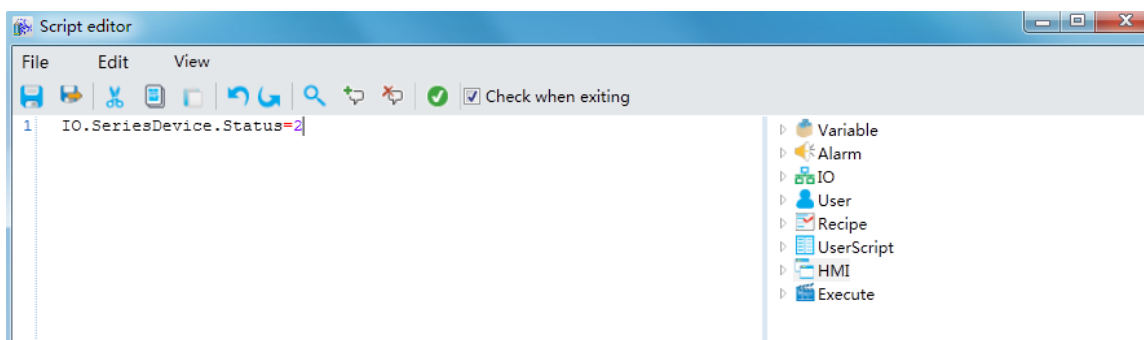 Script editor
File Edit View
Check when exiting
1 IO.SeriesDevice.Status=2
Variable
Alarm
IO
User
Recipe
UserScript
HMI
Execute